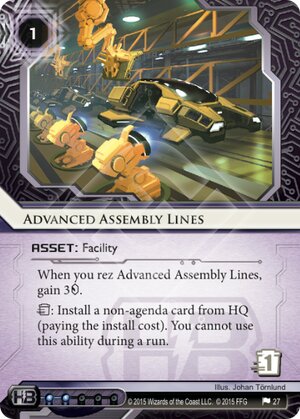 1
ADVANCED ASSEMBLY LINES
ASSET: Facility
When you rez Advanced Assembly Lines,
gain 3
: Install a non-agenda card from HQ
(paying the install cost). You cannot use
this ability during a run.
1
Illus. Johan Törnlund
HB
© 2015 Wizards of the Coast LLC. © 2015 FFG
27